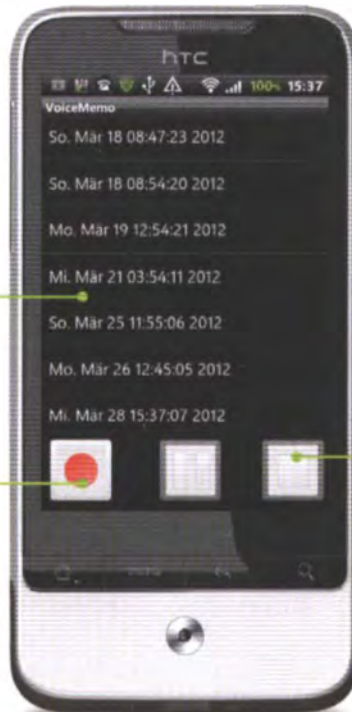 hTC
100% 15:37
VoiceMemo
So. Mär 18 08:47:23 2012
So. Mär 18 08:54:20 2012
Mo. Mär 19 12:54:21 2012
Mi. Mär 21 03:54:11 2012
So. Mär 25 11:55:06 2012
Mo. Mär 26 12:45:05 2012
Mi. Mär 28 15:37:07 2012